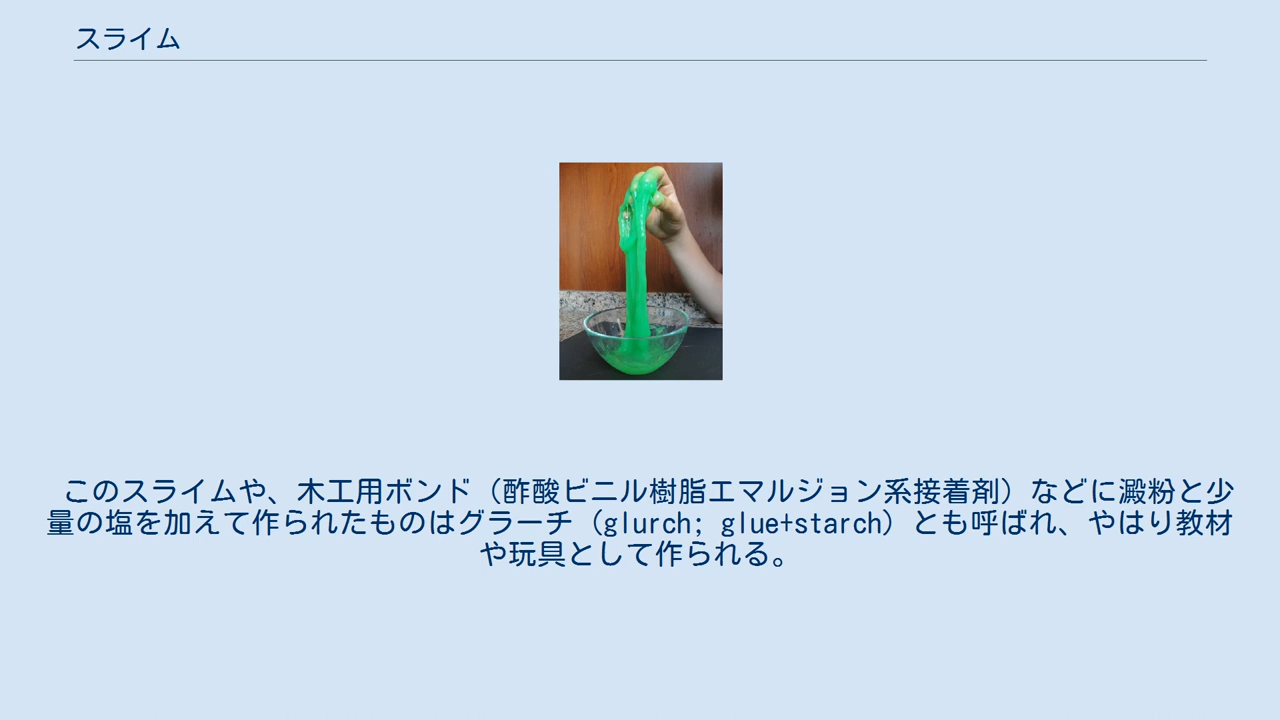 スライム
このスライムや、木工用ボンド（酢酸ビニル樹脂エマルジョン系接着剤）などに澱粉と少
量の塩を加えて作られたものはグラーチ（glurch; glue+starch）とも呼ばれ、やはり教材
や玩具として作られる。